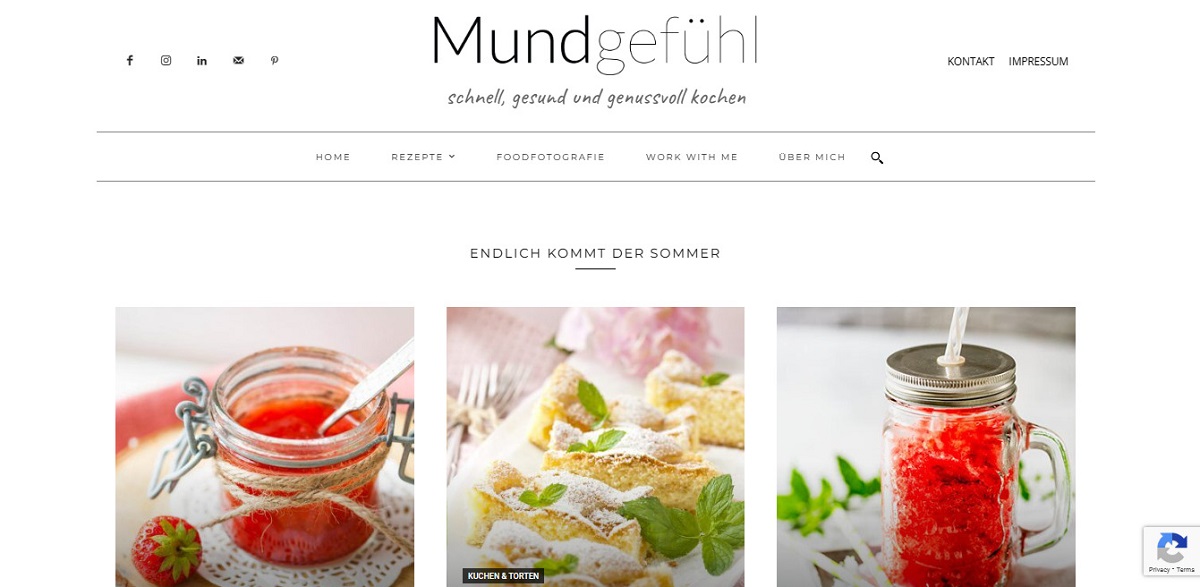 Mundgefühl
schnell, gesund und genussvoll kochen
KONTAKT IMPRESSUM
HOME REZEPTE FOODFOTOGRAFIE WORK WITH ME ÜBER MICH
ENDLICH KOMMT DER SOMMER
KUCHEN & TORTEN
Privacy - Terms